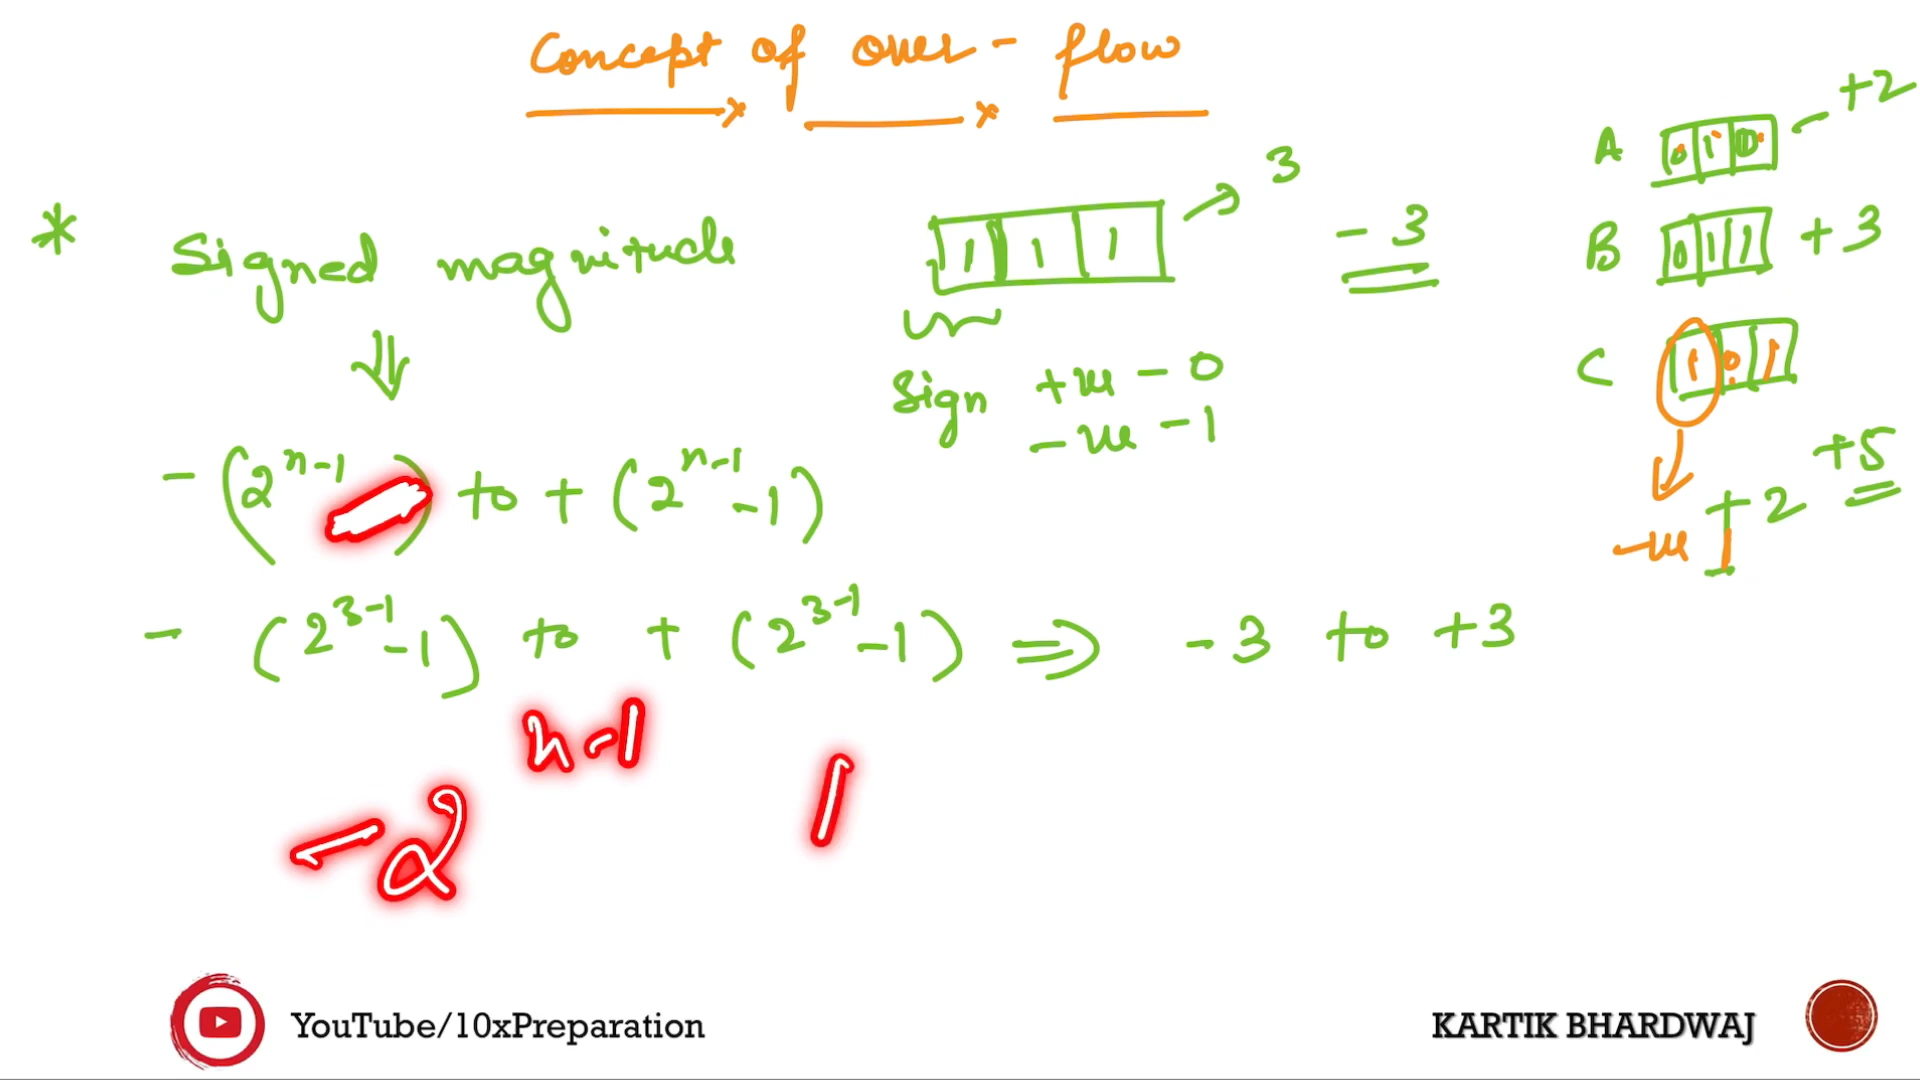 Concept of over-flow
* Signed magnitude
1 1 1
3
-3
Sign +ve - 0
-ve - 1
-(2^{n-1}) to +(2^{n-1}-1)
-(2^{3-1}-1) to +(2^{3-1}-1) ⇒ -3 to +3
n-1
-2
A 0 1 0 +2
B 0 1 1 +3
C 1 0 1
+5
-ve
+2
YouTube/10xPreparation
KARTIK BHARDWAJ